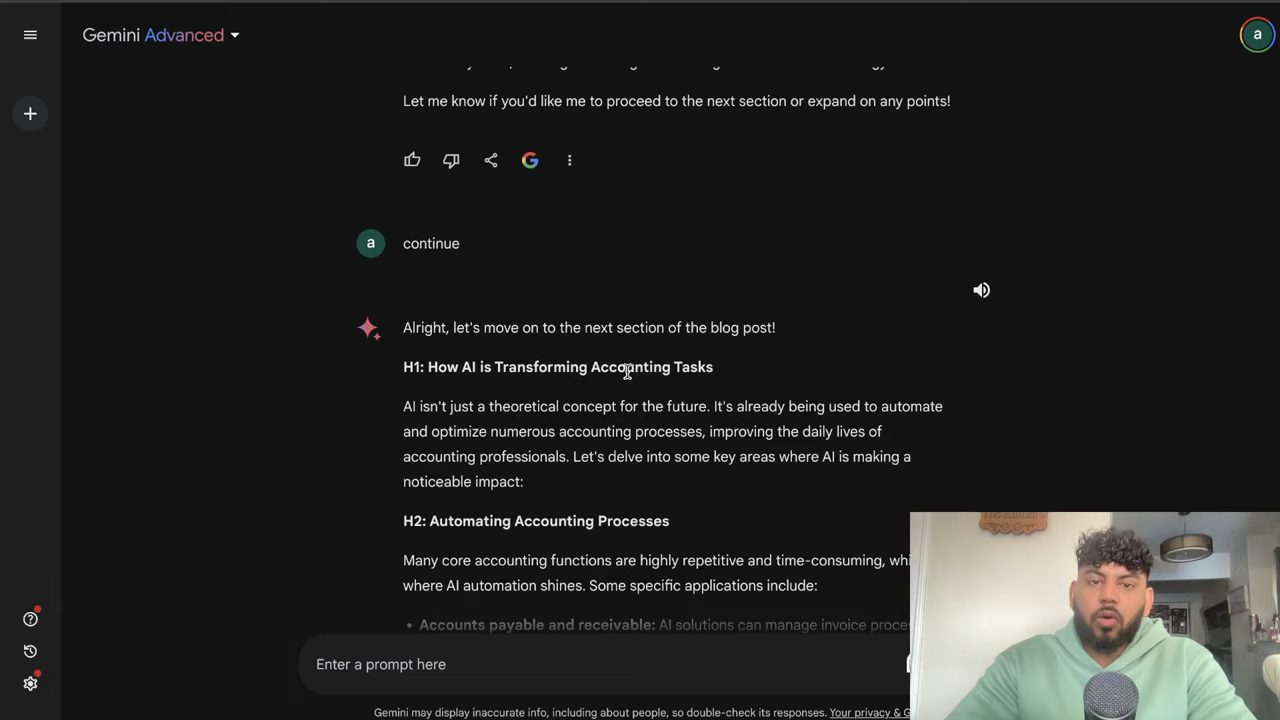 Gemini Advanced
a
Let me know if you'd like me to proceed to the next section or expand on any points!
a
continue
Alright, let's move on to the next section of the blog post!
H1: How AI is Transforming Accounting Tasks
AI isn't just a theoretical concept for the future. It's already being used to automate
and optimize numerous accounting processes, improving the daily lives of
accounting professionals. Let's delve into some key areas where AI is making a
noticeable impact:
H2: Automating Accounting Processes
Many core accounting functions are highly repetitive and time-consuming,
where AI automation shines. Some specific applications include:
• Accounts payable and receivable: AI solutions can manage invoice
Enter a prompt here
Gemini may display inaccurate info, including about people, so double-check its responses. Your privacy & G